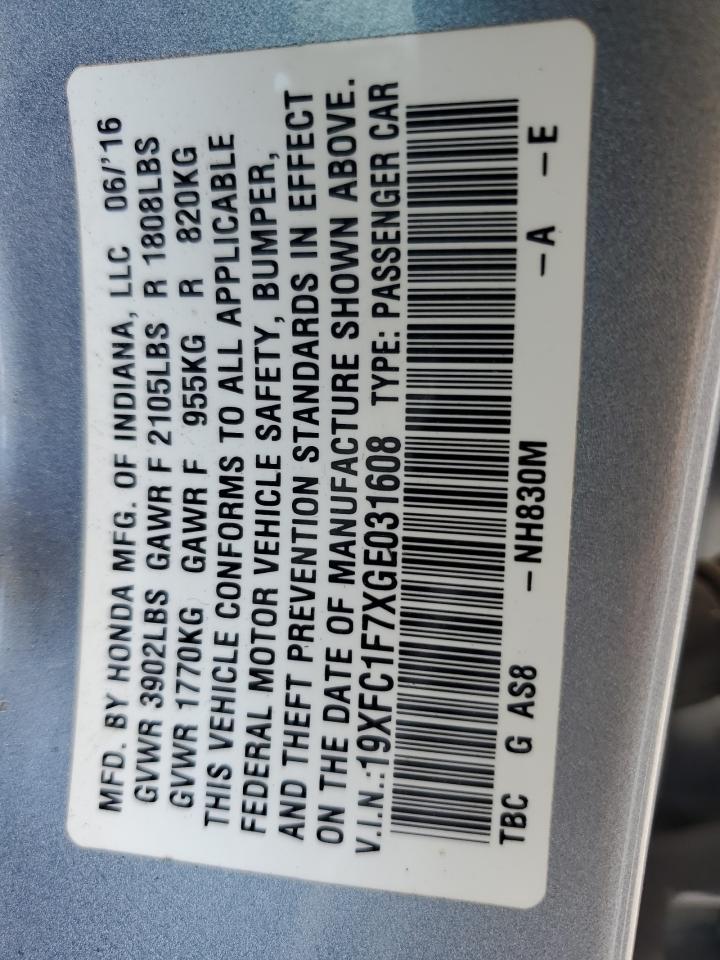 MFD. BY HONDA MFG. OF INDIANA, LLC 06/'16
GVWR 3902LBS GAWR F 2105LBS R 1808LBS
GVWR 1770KG GAWR F 955KG R 820KG
THIS VEHICLE CONFORMS TO ALL APPLICABLE
FEDERAL MOTOR VEHICLE SAFETY, BUMPER,
AND THEFT PREVENTION STANDARDS IN EFFECT
ON THE DATE OF MANUFACTURE SHOWN ABOVE.
V.I.N.:19XFC1F7XGE031608 TYPE: PASSENGER CAR
TBC G AS8 -NH830M -A -E